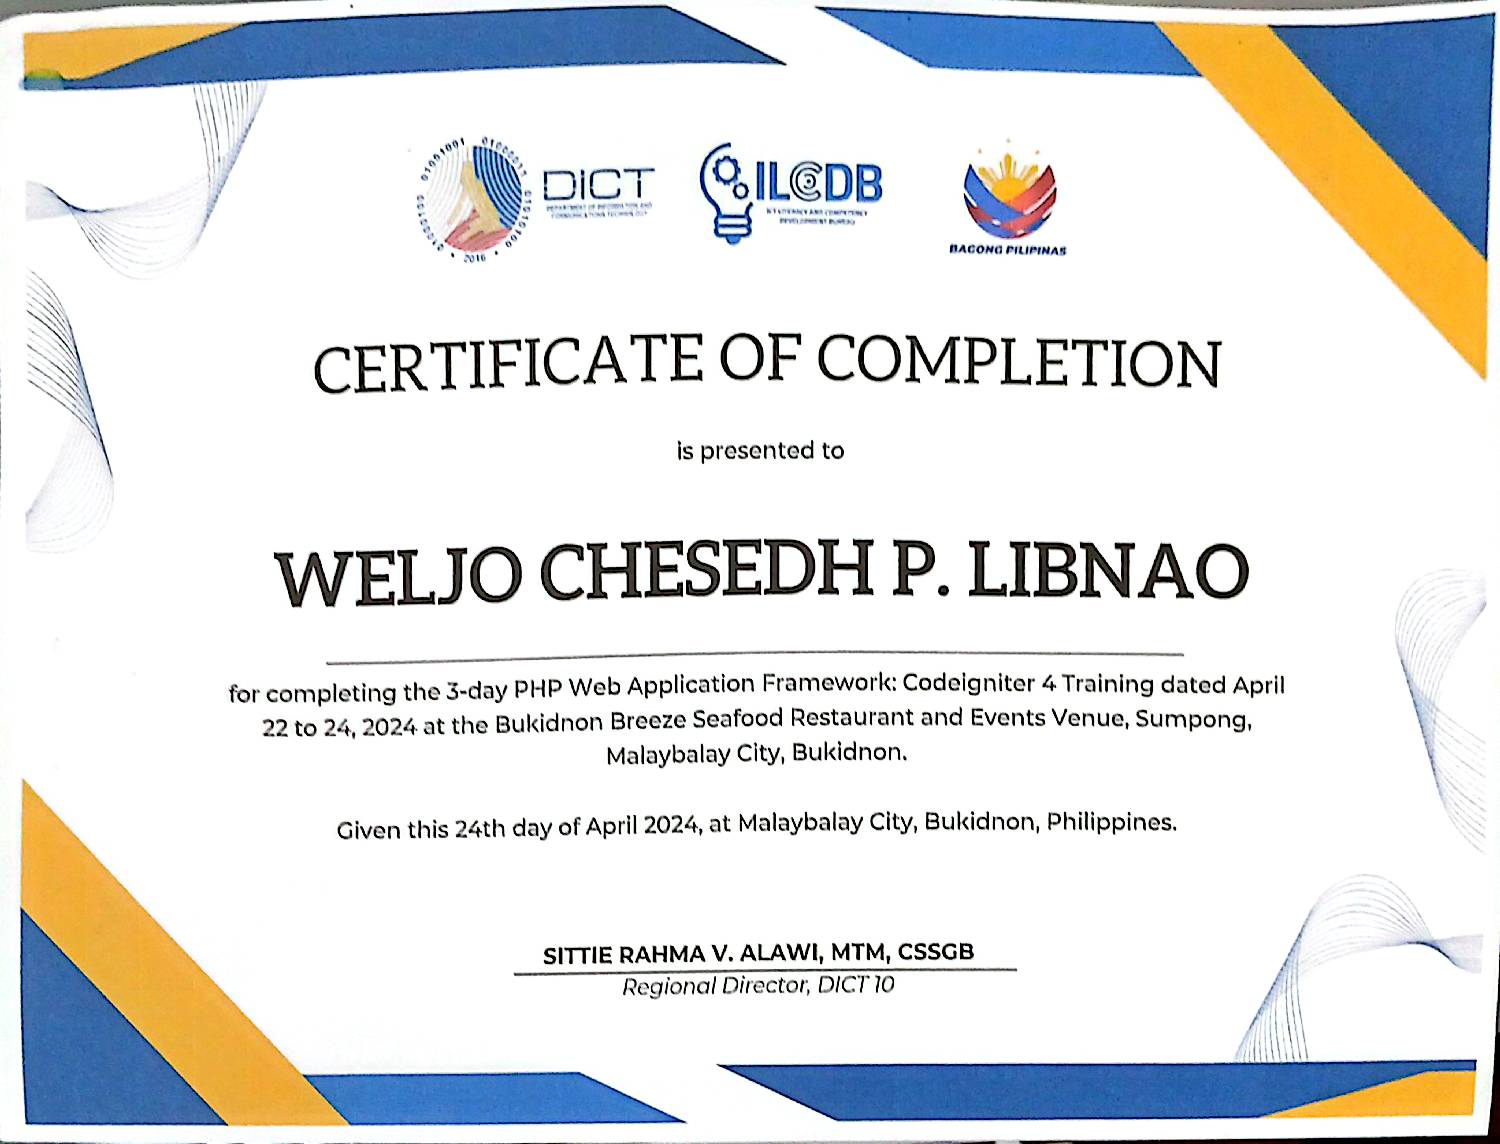 01000100 01001001 01000011 01010100
2016
DICT
DEPARTMENT OF INFORMATION AND
COMMUNICATIONS TECHNOLOGY
ILCDB
ICT LITERACY AND COMPETENCY
DEVELOPMENT BUREAU
BAGONG PILIPINAS
CERTIFICATE OF COMPLETION
is presented to
WELJO CHESEDH P. LIBNAO
for completing the 3-day PHP Web Application Framework: Codeigniter 4 Training dated April
22 to 24, 2024 at the Bukidnon Breeze Seafood Restaurant and Events Venue, Sumpong,
Malaybalay City, Bukidnon.
Given this 24th day of April 2024, at Malaybalay City, Bukidnon, Philippines.
SITTIE RAHMA V. ALAWI, MTM, CSSGB
Regional Director, DICT 10